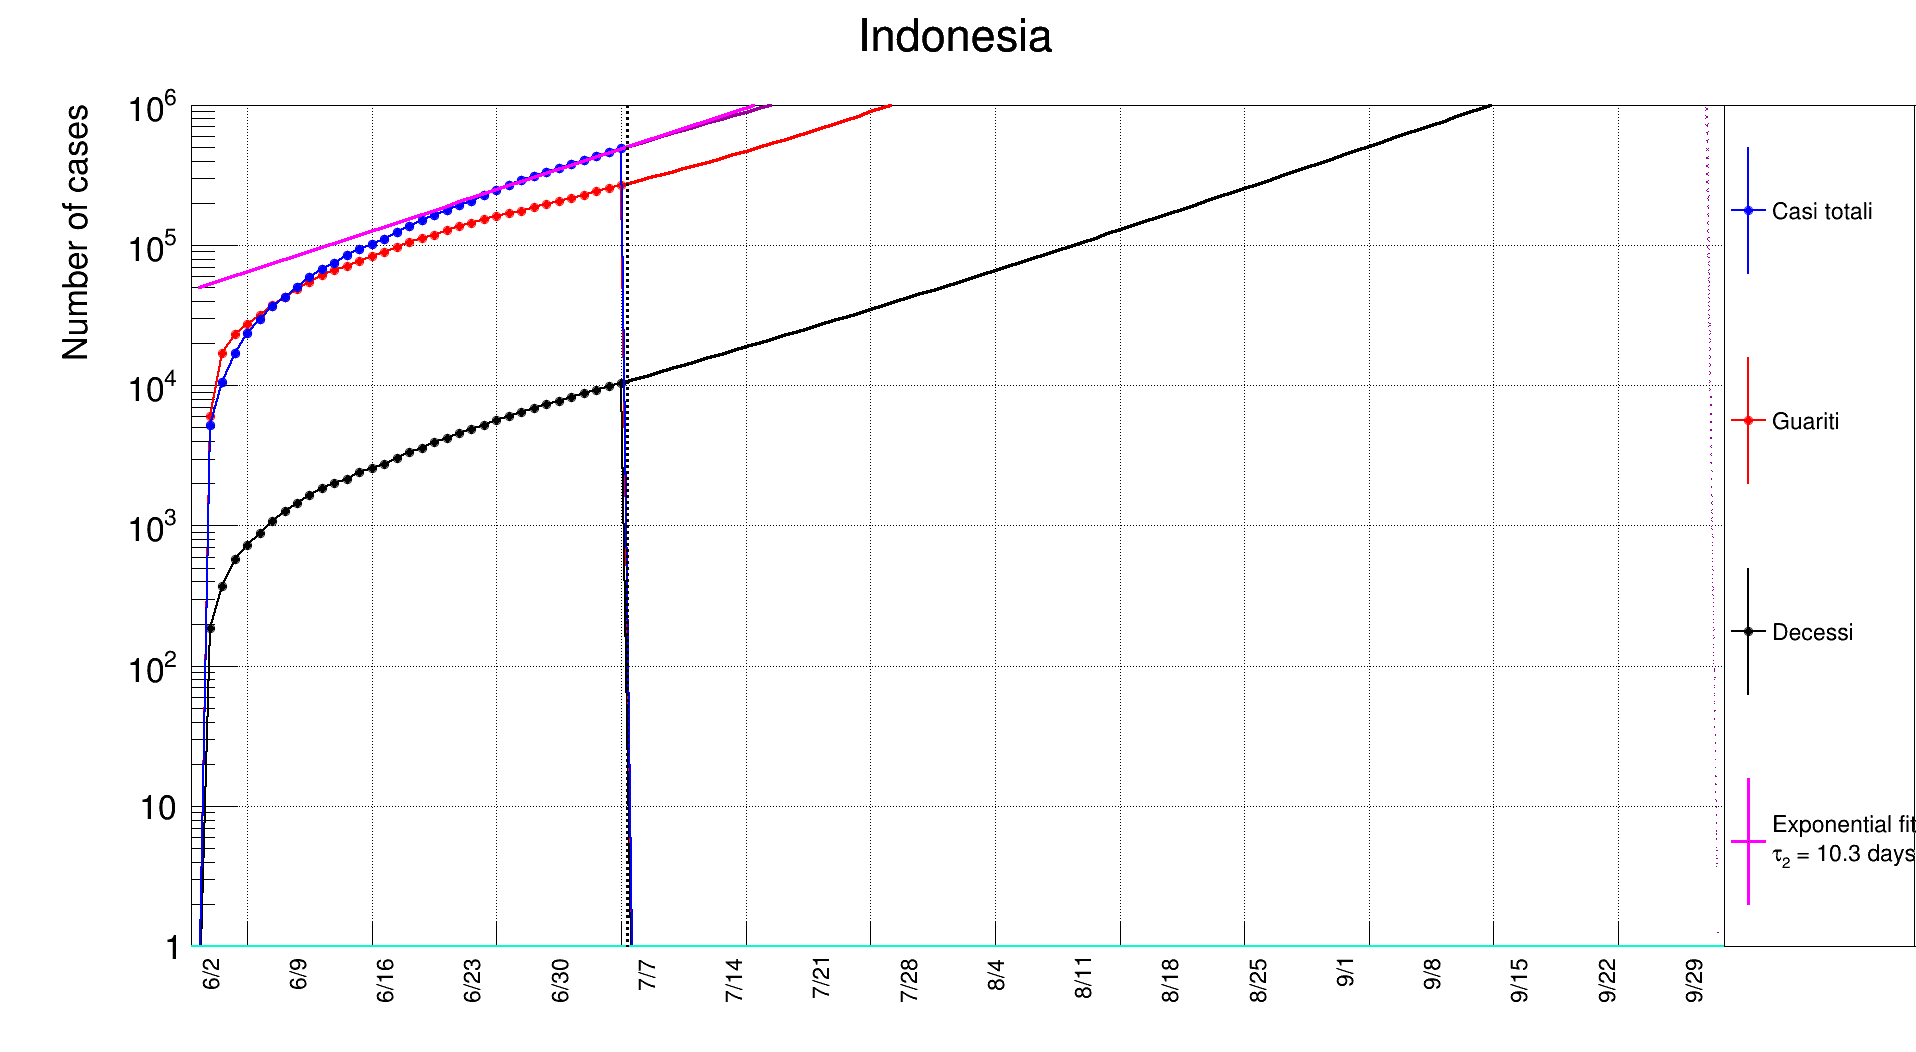 Indonesia
Number of cases
10^6
10^5
10^4
10^3
10^2
10
1
6/2 6/9 6/16 6/23 6/30 7/7 7/14 7/21 7/28 8/4 8/11 8/18 8/25 9/1 9/8 9/15 9/22 9/29
Casi totali
Guariti
Decessi
Exponential fit
τ₂ = 10.3 days